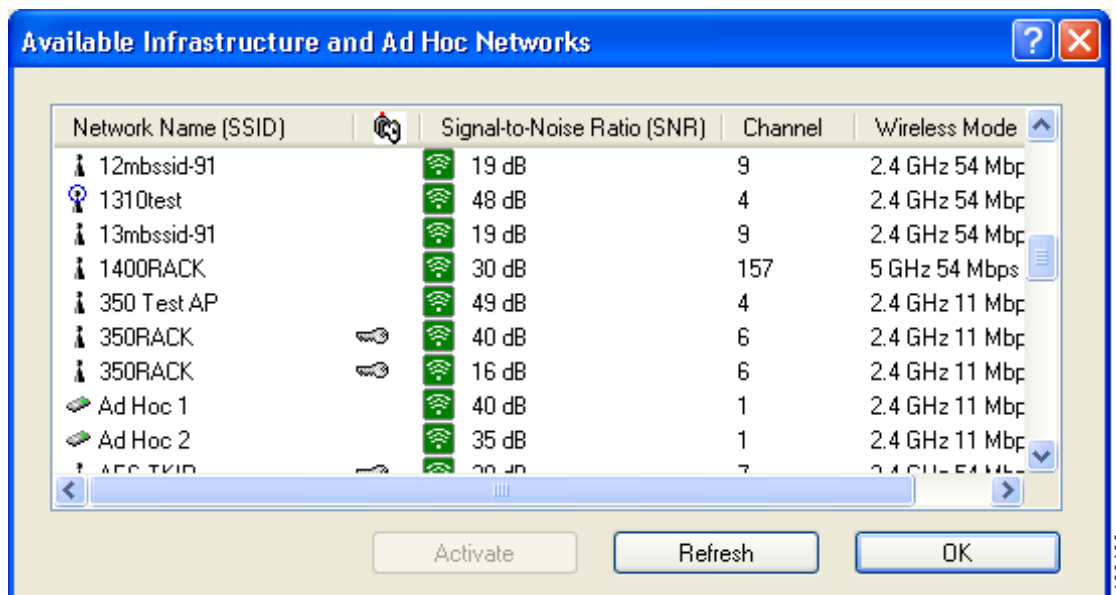 Available Infrastructure and Ad Hoc Networks
Network Name (SSID) Signal-to-Noise Ratio (SNR) Channel Wireless Mode
12mbssid-91 19 dB 9 2.4 GHz 54 Mbp
1310test 48 dB 4 2.4 GHz 54 Mbp
13mbssid-91 19 dB 9 2.4 GHz 54 Mbp
1400RACK 30 dB 157 5 GHz 54 Mbps
350 Test AP 49 dB 4 2.4 GHz 11 Mbp
350RACK 40 dB 6 2.4 GHz 11 Mbp
350RACK 16 dB 6 2.4 GHz 11 Mbp
Ad Hoc 1 40 dB 1 2.4 GHz 11 Mbp
Ad Hoc 2 35 dB 1 2.4 GHz 11 Mbp
Activate Refresh OK